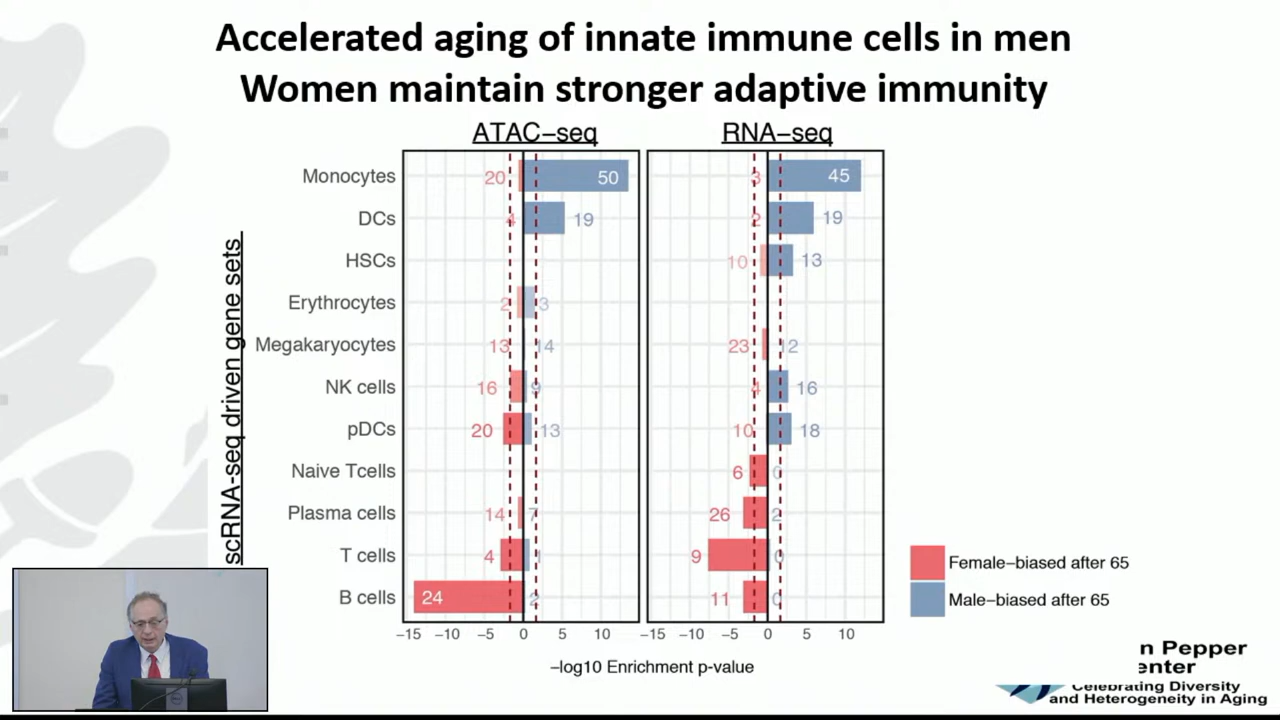 Accelerated aging of innate immune cells in men
Women maintain stronger adaptive immunity
ATAC−seq
RNA−seq
scRNA-seq driven gene sets
Monocytes 20 50 3 45
DCs 4 19 2 19
HSCs 10 13
Erythrocytes 2 3
Megakaryocytes 13 14 23 12
NK cells 16 9 4 16
pDCs 20 13 10 18
Naive Tcells 6 0
Plasma cells 14 7 26 2
T cells 4 1 9 0
B cells 24 2 11 0
−15 −10 −5 0 5 10 −15 −10 −5 0 5 10
−log10 Enrichment p-value
Female−biased after 65
Male−biased after 65
n Pepper
enter
Celebrating Diversity
and Heterogeneity in Aging